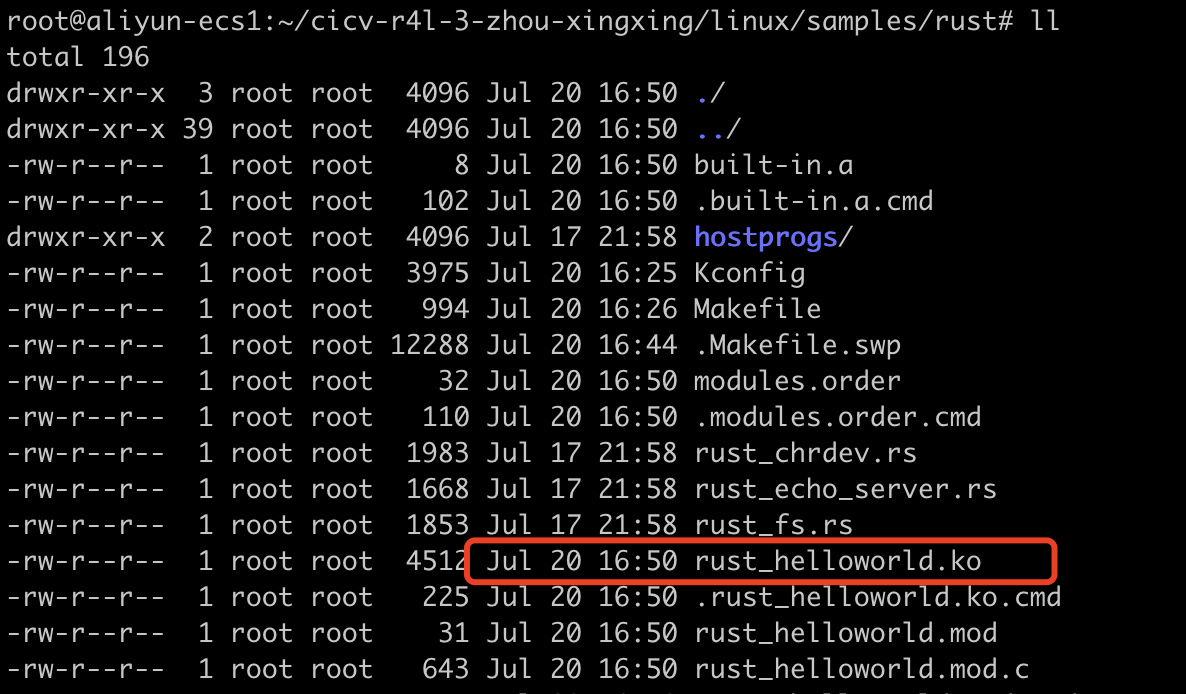 root@aliyun-ecs1:~/cicv-r4l-3-zhou-xingxing/linux/samples/rust# ll
total 196
drwxr-xr-x  3 root root  4096 Jul 20 16:50 ./
drwxr-xr-x 39 root root  4096 Jul 20 16:50 ../
-rw-r--r--  1 root root     8 Jul 20 16:50 built-in.a
-rw-r--r--  1 root root   102 Jul 20 16:50 .built-in.a.cmd
drwxr-xr-x  2 root root  4096 Jul 17 21:58 hostprogs/
-rw-r--r--  1 root root  3975 Jul 20 16:25 Kconfig
-rw-r--r--  1 root root   994 Jul 20 16:26 Makefile
-rw-r--r--  1 root root 12288 Jul 20 16:44 .Makefile.swp
-rw-r--r--  1 root root    32 Jul 20 16:50 modules.order
-rw-r--r--  1 root root   110 Jul 20 16:50 .modules.order.cmd
-rw-r--r--  1 root root  1983 Jul 17 21:58 rust_chrdev.rs
-rw-r--r--  1 root root  1668 Jul 17 21:58 rust_echo_server.rs
-rw-r--r--  1 root root  1853 Jul 17 21:58 rust_fs.rs
-rw-r--r--  1 root root  4512 Jul 20 16:50 rust_helloworld.ko
-rw-r--r--  1 root root   225 Jul 20 16:50 .rust_helloworld.ko.cmd
-rw-r--r--  1 root root    31 Jul 20 16:50 rust_helloworld.mod
-rw-r--r--  1 root root   643 Jul 20 16:50 rust_helloworld.mod.c